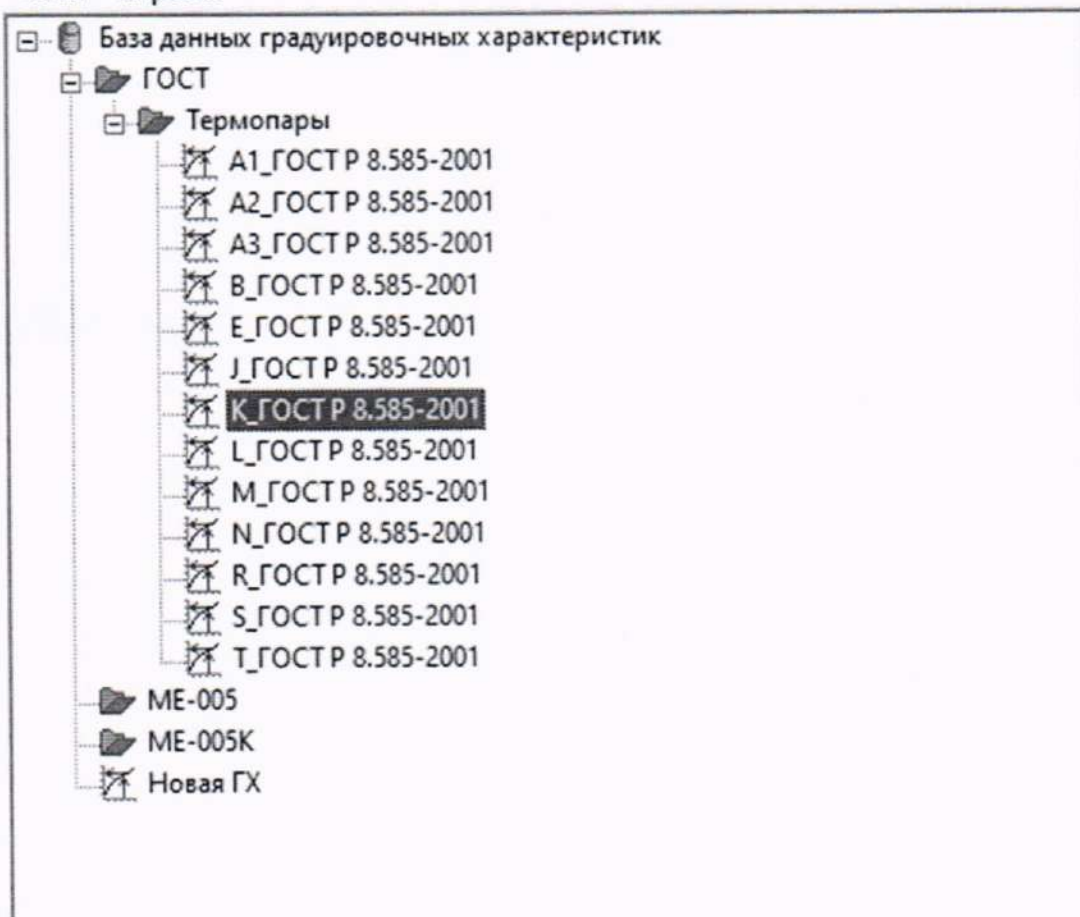 База данных градуировочных характеристик
ГОСТ
Термопары
A1_ГОСТ Р 8.585-2001
A2_ГОСТ Р 8.585-2001
A3_ГОСТ Р 8.585-2001
B_ГОСТ Р 8.585-2001
E_ГОСТ Р 8.585-2001
J_ГОСТ Р 8.585-2001
K_ГОСТ Р 8.585-2001
L_ГОСТ Р 8.585-2001
M_ГОСТ Р 8.585-2001
N_ГОСТ Р 8.585-2001
R_ГОСТ Р 8.585-2001
S_ГОСТ Р 8.585-2001
T_ГОСТ Р 8.585-2001
ME-005
ME-005K
Новая ГХ